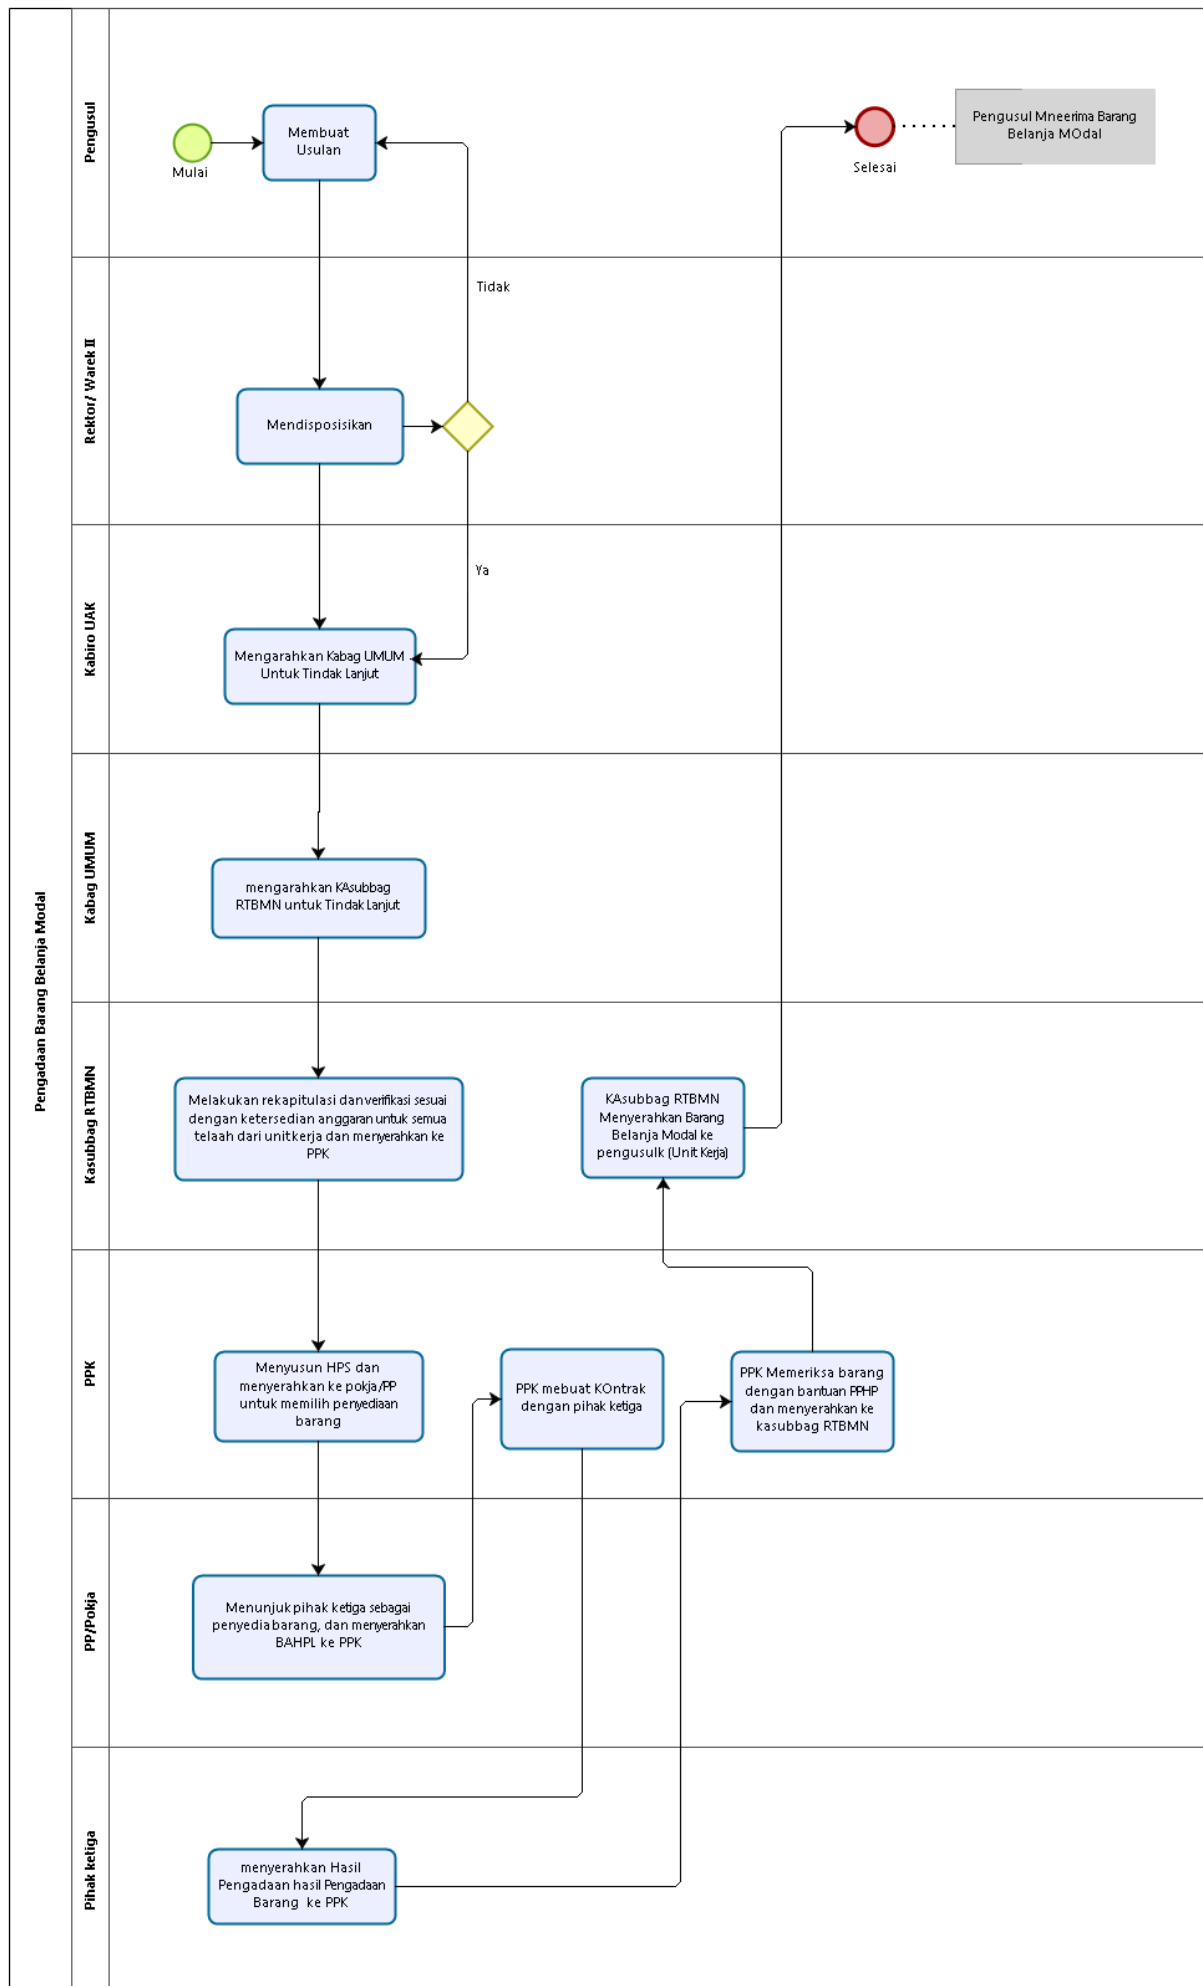 Pengadaan Barang Belanja Modal
Pengusul
Mulai
Membuat
Usulan
Selesai
Pengusul Mneerima Barang
Belanja MOdal
Rektor/ Warek II
Tidak
Mendisposisikan
Kabiro UAK
Ya
Mengarahkan Kabag UMUM
Untuk Tindak Lanjut
Kabag UMUM
mengarahkan KAsubbag
RTBMN untuk Tindak Lanjut
Kasubbag RTBMN
Melakukan rekapitulasi dan verifikasi sesuai
dengan ketersedian anggaran untuk semua
telaah dari unit kerja dan menyerahkan ke
PPK
KAsubbag RTBMN
Menyerahkan Barang
Belanja Modal ke
pengusulk (Unit Kerja)
PPK
Menyusun HPS dan
menyerahkan ke pokja/PP
untuk memilih penyediaan
barang
PPK mebuat KOntrak
dengan pihak ketiga
PPK Memeriksa barang
dengan bantuan PPHP
dan menyerahkan ke
kasubbag RTBMN
PP/Pokja
Menunjuk pihak ketiga sebagai
penyedia barang, dan menyerahkan
BAHPL ke PPK
Pihak ketiga
menyerahkan Hasil
Pengadaan hasil Pengadaan
Barang ke PPK